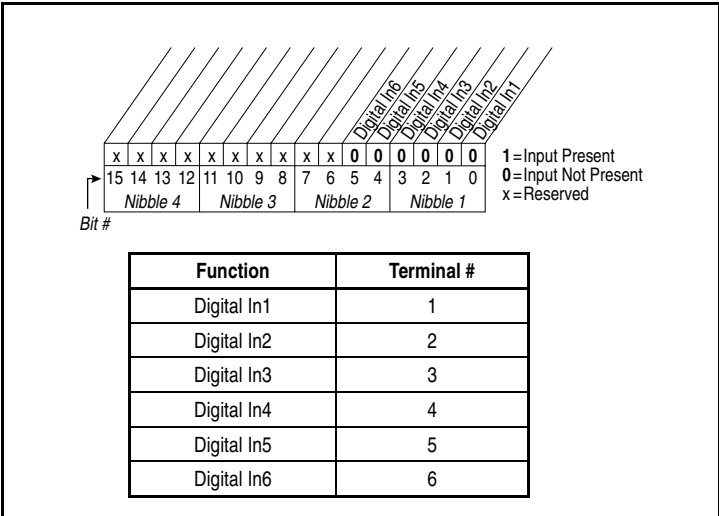 Digital In6
Digital In5
Digital In4
Digital In3
Digital In2
Digital In1
x x x x x x x x x x 0 0 0 0 0 0
15 14 13 12 11 10 9 8 7 6 5 4 3 2 1 0
Nibble 4 Nibble 3 Nibble 2 Nibble 1
Bit #
1=Input Present
0=Input Not Present
x=Reserved
Function Terminal #
Digital In1 1
Digital In2 2
Digital In3 3
Digital In4 4
Digital In5 5
Digital In6 6